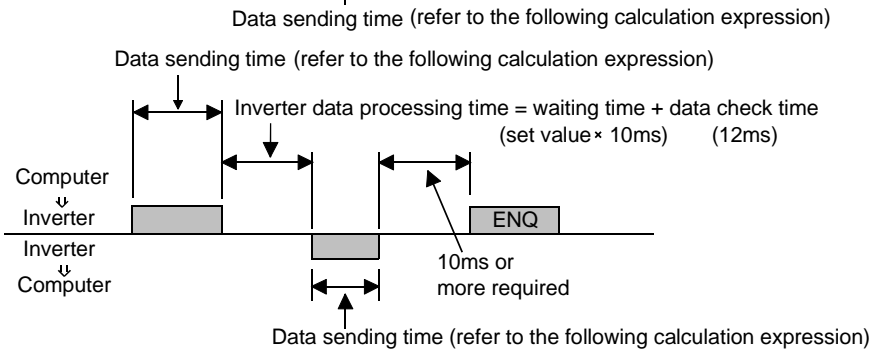 Data sending time (refer to the following calculation expression)
Data sending time (refer to the following calculation expression)
Inverter data processing time = waiting time + data check time
(set value × 10ms) (12ms)
Computer
⇓
Inverter
ENQ
Inverter
⇓
Computer
10ms or
more required
Data sending time (refer to the following calculation expression)